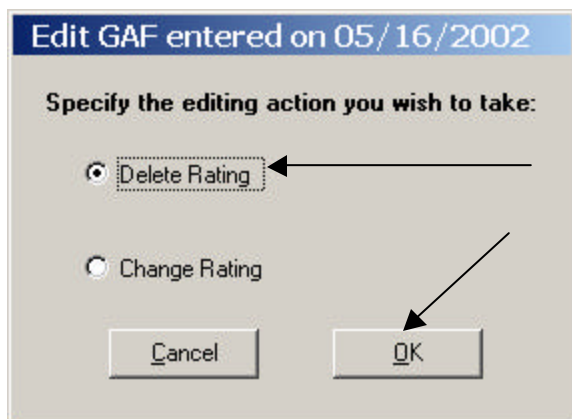 Edit GAF entered on 05/16/2002
Specify the editing action you wish to take:
Delete Rating
Change Rating
Cancel OK